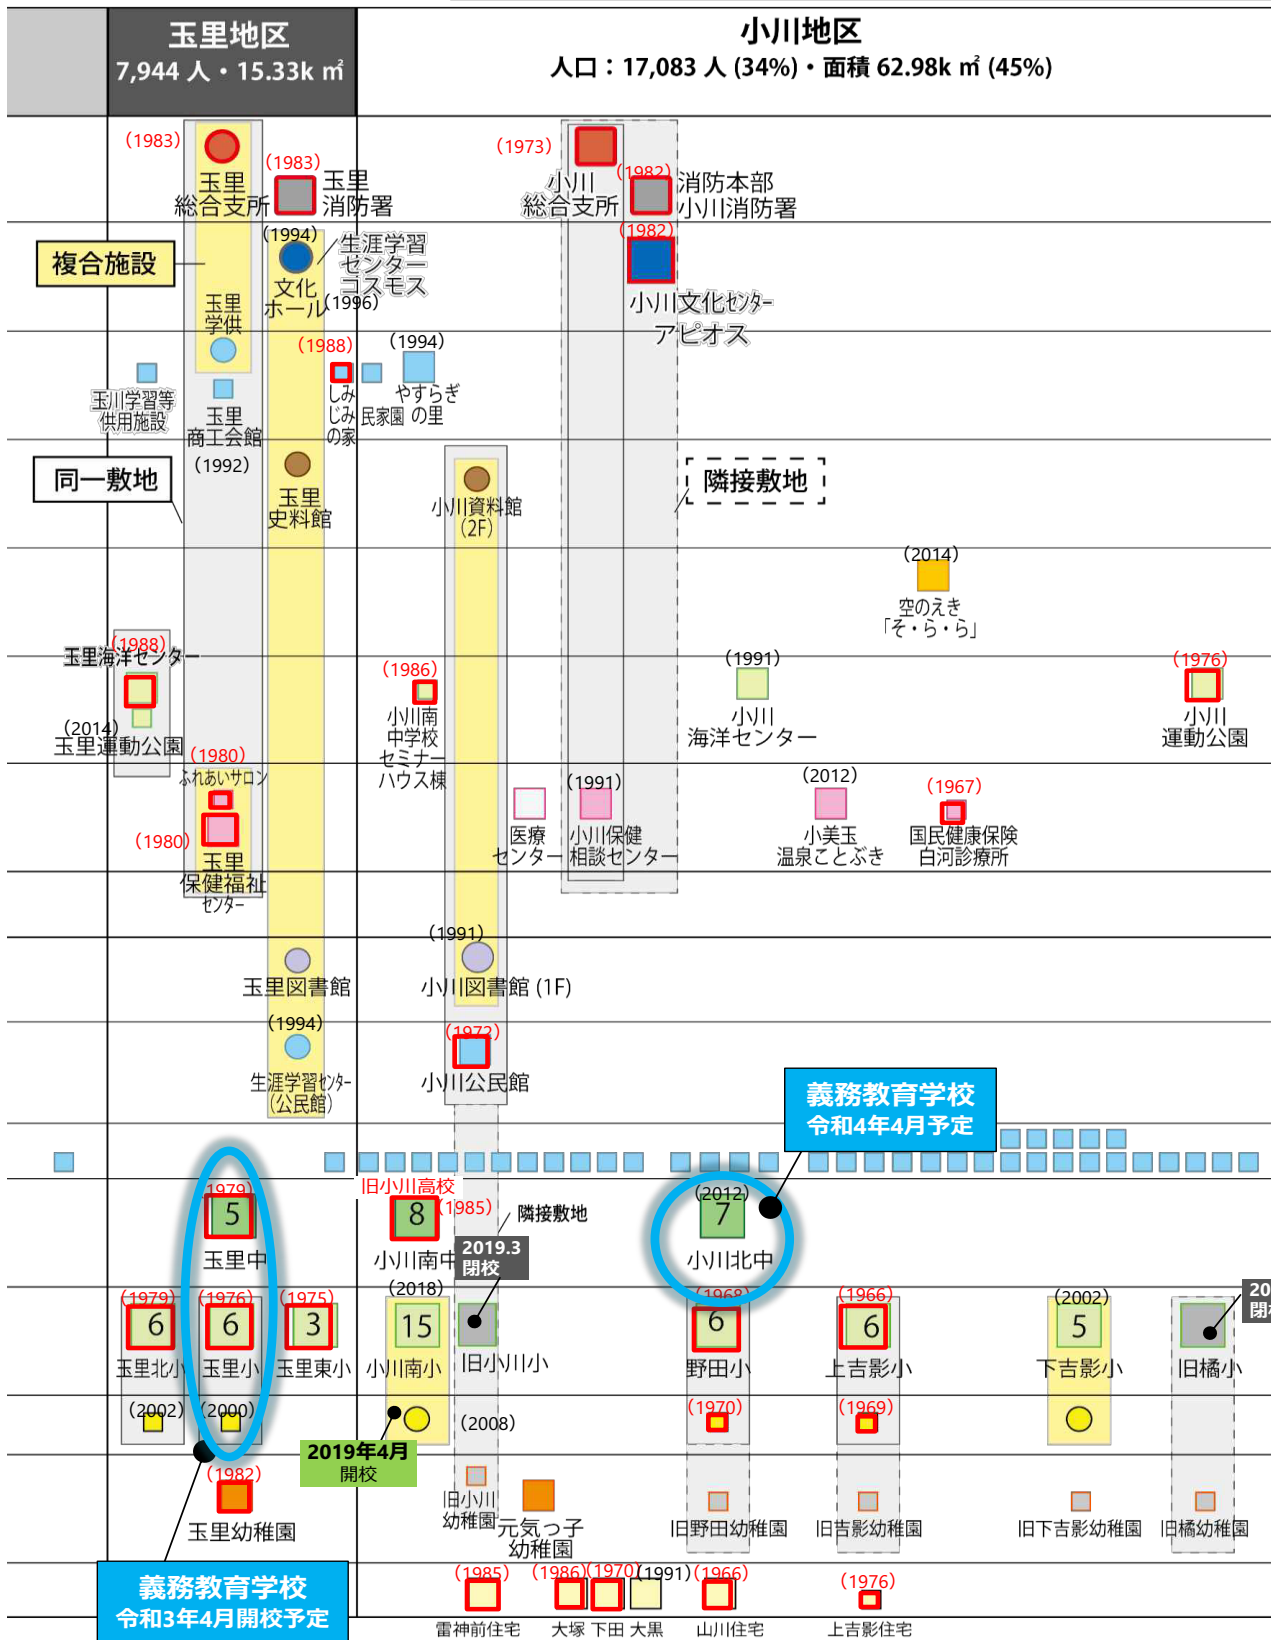 玉里地区
7,944 人・15.33k ㎡
小川地区
人口：17,083 人 (34%)・面積 62.98k ㎡ (45%)
（1983）
玉里
総合支所
（1983）
玉里
消防署
（1973）
小川
総合支所
（1982）
消防本部
小川消防署
複合施設
（1994）
文化
ホール
生涯学習
センター
コスモス
（1996）
（1982）
小川文化ｾﾝﾀｰ
アピオス
玉里
学供
玉川学習等
供用施設
玉里
商工会館
（1992）
（1988）
しみ
じみ
の家
民家園
（1994）
やすらぎ
の里
同一敷地
玉里
史料館
小川資料館
（2F）
隣接敷地
（2014）
空のえき
「そ・ら・ら」
（1988）
玉里海洋センター
（2014）
玉里運動公園
（1986）
小川南
中学校
セミナー
ハウス棟
（1991）
小川
海洋センター
（1976）
小川
運動公園
（1980）
ふれあいサロン
（1980）
玉里
保健福祉
センター
医療
センター
（1991）
小川保健
相談センター
（2012）
小美玉
温泉ことぶき
（1967）
国民健康保険
白河診療所
玉里図書館
（1991）
小川図書館 (1F)
（1994）
生涯学習ｾﾝﾀｰ
（公民館）
（1972）
小川公民館
義務教育学校
令和4年4月予定
（1979）
5
玉里中
旧小川高校
8
（1985）
小川南中
隣接敷地
2019.3
閉校
（2012）
7
小川北中
（1979）
6
玉里北小
（1976）
6
玉里小
（1975）
3
玉里東小
（2018）
15
小川南小
旧小川小
（1968）
6
野田小
（1966）
6
上吉影小
（2002）
5
下吉影小
旧橘小
20
閉校
（2002）
（2000）
2019年4月
開校
（2008）
（1970）
（1969）
（1982）
玉里幼稚園
旧小川
幼稚園
元気っ子
幼稚園
旧野田幼稚園
旧吉影幼稚園
旧下吉影幼稚園
旧橘幼稚園
義務教育学校
令和3年4月開校予定
（1985）
雷神前住宅
（1986）
大塚
（1970）
下田
（1991）
大黒
（1966）
山川住宅
（1976）
上吉影住宅